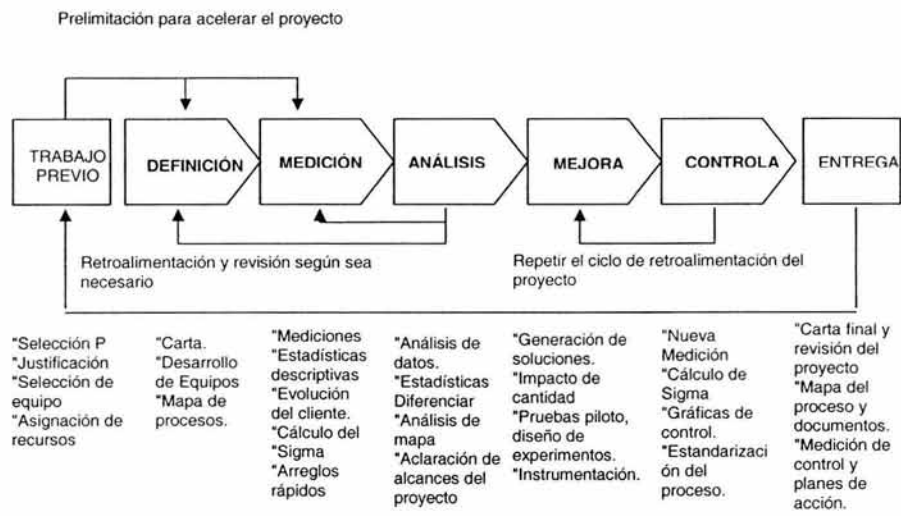 Prelimitación para acelerar el proyecto
TRABAJO
PREVIO
DEFINICIÓN
MEDICIÓN
ANÁLISIS
MEJORA
CONTROLA
ENTREGA
Retroalimentación y revisión según sea
necesario
Repetir el ciclo de retroalimentación del
proyecto
"Selección P
"Justificación
"Selección de
equipo
"Asignación de
recursos
"Carta.
"Desarrollo
de Equipos
"Mapa de
procesos.
"Mediciones
"Estadísticas
descriptivas
"Evolución
del cliente.
"Cálculo del
Sigma
"Arreglos
rápidos
"Análisis de
datos.
"Estadísticas
Diferenciar
"Análisis de
mapa
"Aclaración de
alcances del
proyecto
"Generación de
soluciones.
"Impacto de
cantidad
"Pruebas piloto,
diseño de
experimentos.
"Instrumentación.
"Nueva
Medición
"Cálculo de
Sigma
"Gráficas de
control.
"Estandarizaci
ón del
proceso.
"Carta final y
revisión del
proyecto
"Mapa del
proceso y
documentos.
"Medición de
control y
planes de
acción.